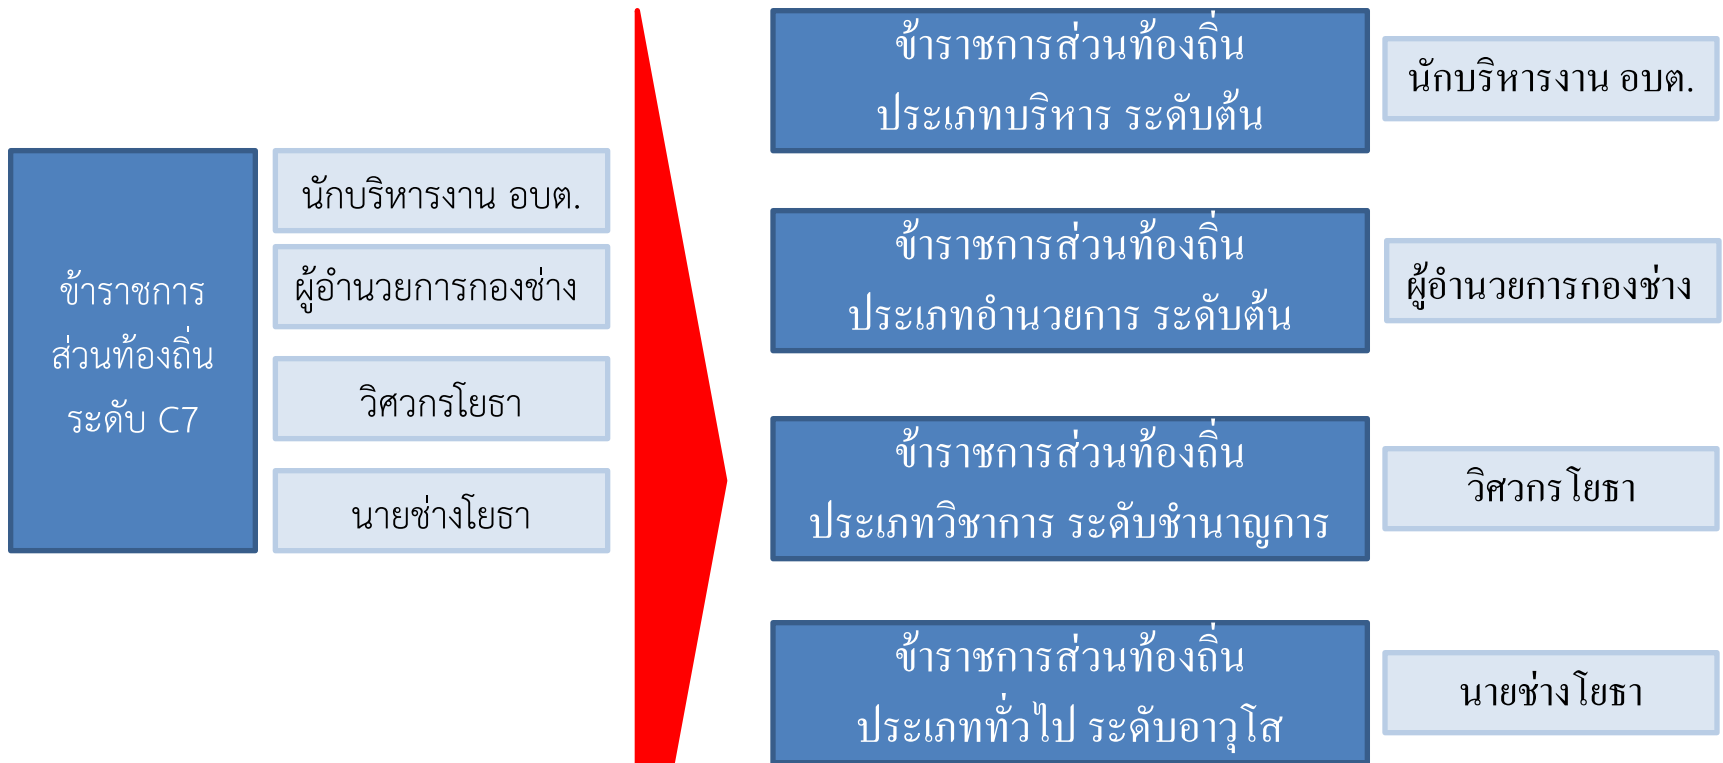 ข้าราชการ
ส่วนท้องถิ่น
ระดับ C7
นักบริหารงาน อบต.
ผู้อำนวยการกองช่าง
วิศวกรโยธา
นายช่างโยธา
ข้าราชการส่วนท้องถิ่น
ประเภทบริหาร ระดับต้น
นักบริหารงาน อบต.
ข้าราชการส่วนท้องถิ่น
ประเภทอำนวยการ ระดับต้น
ผู้อำนวยการกองช่าง
ข้าราชการส่วนท้องถิ่น
ประเภทวิชาการ ระดับชำนาญการ
วิศวกรโยธา
ข้าราชการส่วนท้องถิ่น
ประเภททั่วไป ระดับอาวุโส
นายช่างโยธา